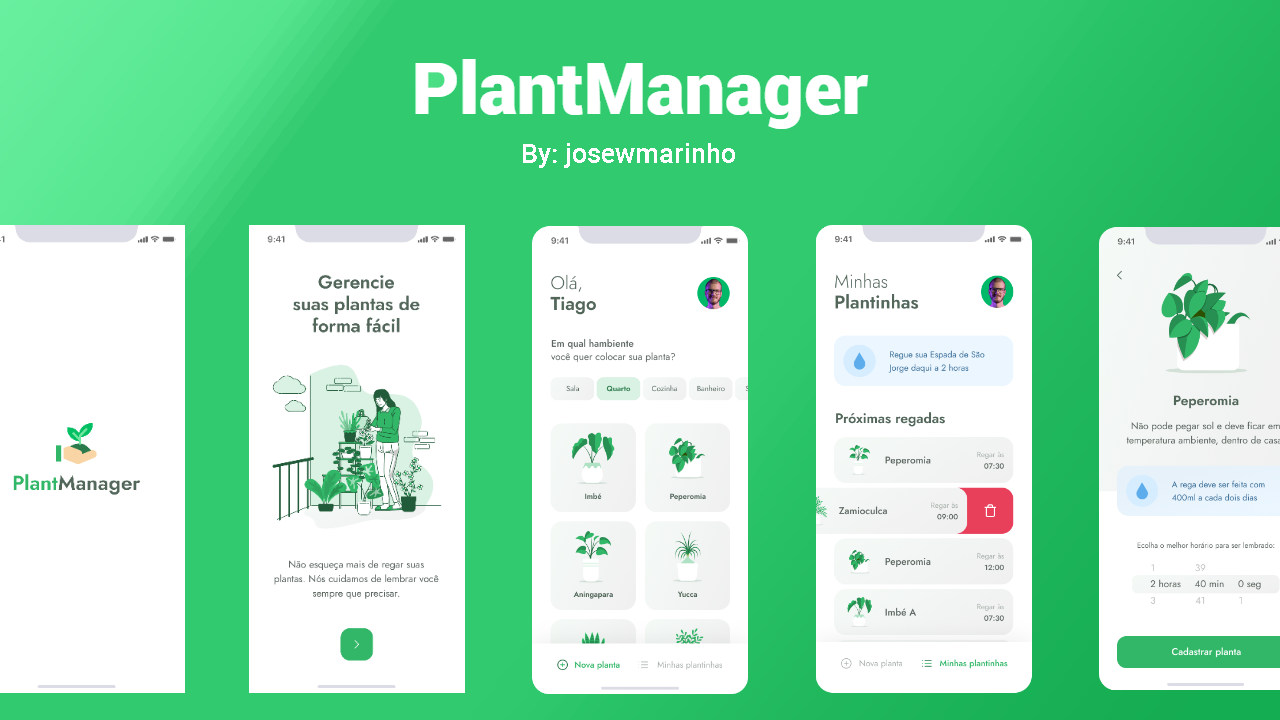 PlantManager
By: josewmarinho
PlantManager
9:41
Gerencie
suas plantas de
forma fácil
Não esqueça mais de regar suas
plantas. Nós cuidamos de lembrar você
sempre que precisar.
9:41
Olá,
Tiago
Em qual hambiente
você quer colocar sua planta?
Sala
Quarto
Cozinha
Banheiro
Imbé
Peperomia
Aningapara
Yucca
Nova planta
Minhas plantinhas
9:41
Minhas
Plantinhas
Regue sua Espada de São
Jorge daqui a 2 horas
Próximas regadas
Peperomia
Regar às
07:30
Zamioculca
Regar às
09:00
Peperomia
Regar às
12:00
Imbé A
Regar às
07:30
Nova planta
Minhas plantinhas
9:41
Peperomia
Não pode pegar sol e deve ficar em
temperatura ambiente, dentro de
A rega deve ser feita com
400ml a cada dois dias
Ecolha o melhor horário para ser lembrado:
1 39
2 horas 40 min 0 seg
3 41 1
Cadastrar planta